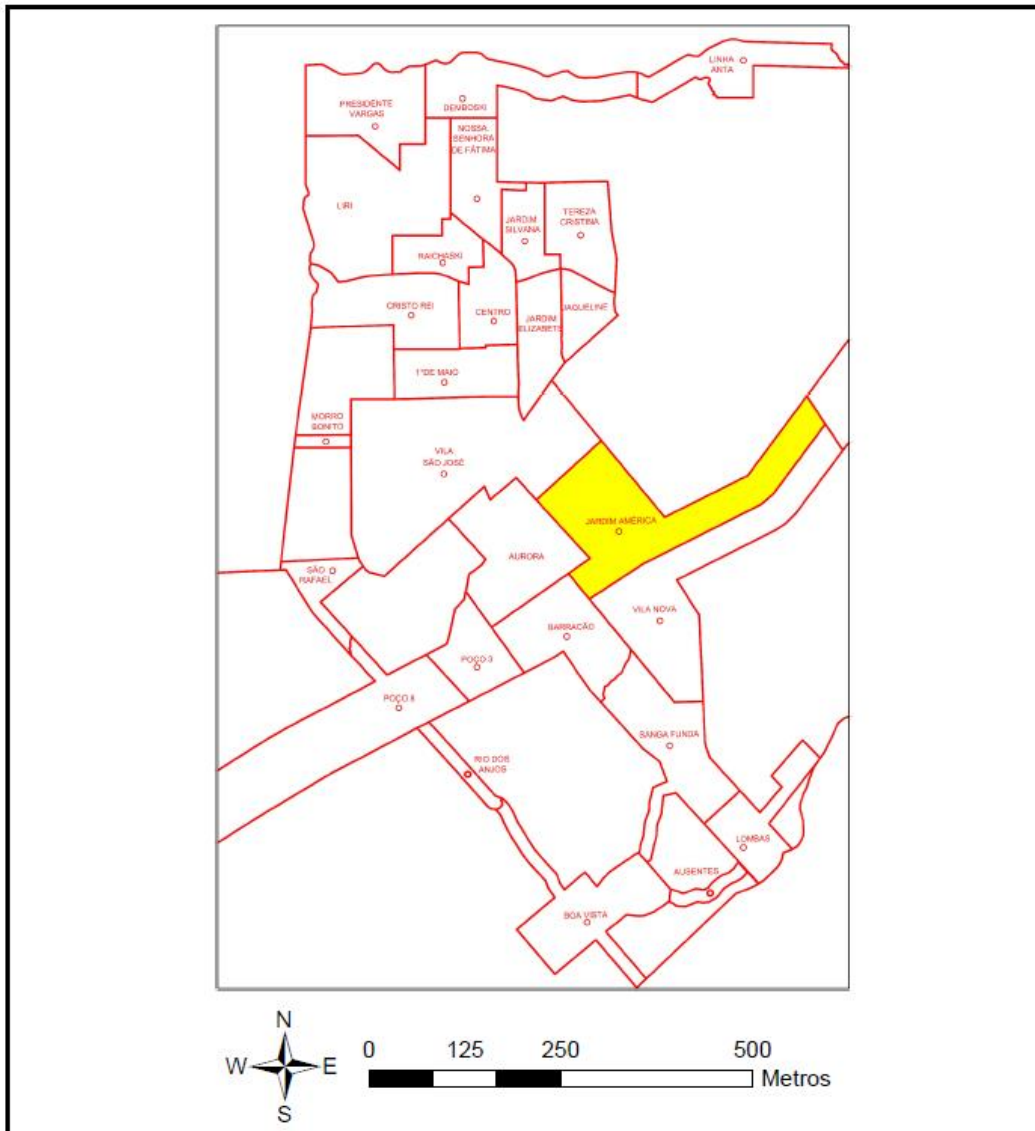 LINHA
ANTA
PRESIDENTE
VARGAS
DEMBOSKI
NOSSA
SENHORA
DE FÁTIMA
LIRI
JARDIM
SILVANA
TEREZA
CRISTINA
RAICHASKI
CRISTO REI
CENTRO
JARDIM
ELIZABETE
JAQUELINE
1°DE MAIO
MORRO
BONITO
VILA
SÃO JOSÉ
JARDIM AMÉRICA
AURORA
SÃO
RAFAEL
VILA NOVA
BARRACÃO
POÇO 3
POÇO 8
SANGA FUNDA
RIO DOS
ANJOS
LOMBAS
AUSENTES
BOA VISTA
N
W E
S
0 125 250 500
Metros